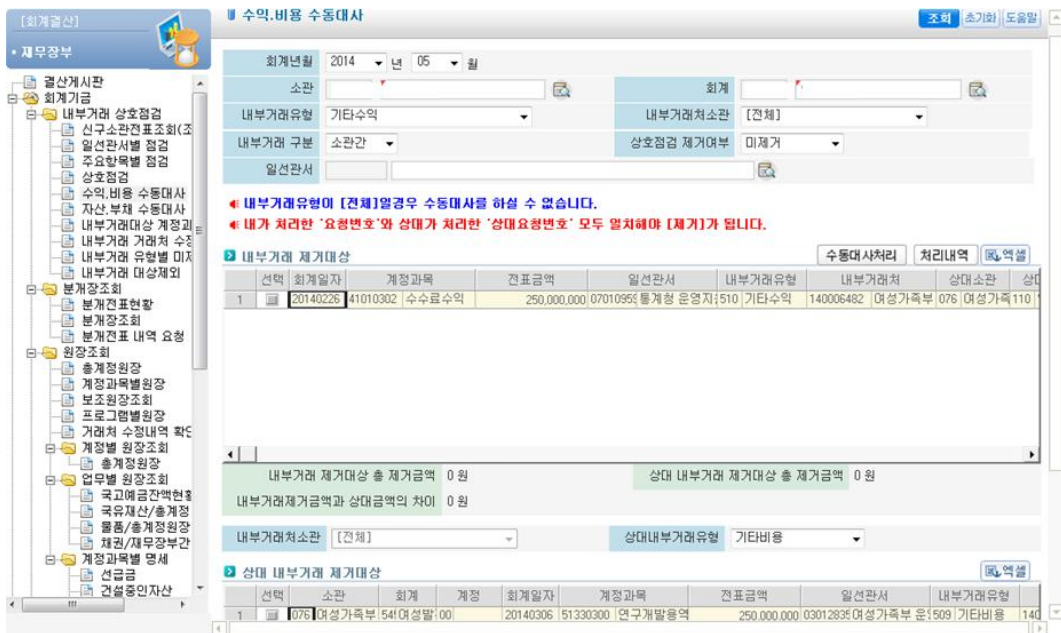 [회계결산]
• 재무장부
결산게시판
회계기금
내부거래 상호점검
신구소관전표조회(조
일선관서별 점검
주요항목별 점검
상호점검
수익,비용 수동대사
자산,부채 수동대사
내부거래대상 계정과
내부거래 거래처 수정
내부거래 유형별 미제
내부거래 대상제외
분개장조회
분개전표현황
분개장조회
분개전표 내역 요청
원장조회
총계정원장
계정과목별원장
보조원장조회
프로그램별원장
거래처 수정내역 확인
계정별 원장조회
총계정원장
업무별 원장조회
국고예금잔액현황
국유재산/총계정
물품/총계정원장
채권/재무장부간
계정과목별 명세
선급금
건설중인자산
수익.비용 수동대사
조회 초기화 도움말
회계년월 2014 년 05 월
소관 회계
내부거래유형 기타수익 내부거래처소관 [전체]
내부거래 구분 소관간 상호점검 제거여부 미제거
일선관서
내부거래유형이 [전체]일경우 수동대사를 하실 수 없습니다.
내가 처리한 '요청번호'와 상대가 처리한 '상대요청번호' 모두 일치해야 [제거]가 됩니다.
내부거래 제거대상 수동대사처리 처리내역 엑셀
선택 회계일자 계정과목 전표금액 일선관서 내부거래유형 내부거래처 상대소관
1 20140226 41010302 수수료수익 250,000,000 0701095 통계청 운영지 510 기타수익 140006482 여성가족부 076 여성가족 110
내부거래 제거대상 총 제거금액 0 원 상대 내부거래 제거대상 총 제거금액 0 원
내부거래제거금액과 상대금액의 차이 0 원
내부거래처소관 [전체] 상대내부거래유형 기타비용
상대 내부거래 제거대상 엑셀
선택 소관 회계 계정 회계일자 계정과목 전표금액 일선관서 내부거래유형
1 076 여성가족부 54 여성발 00 20140306 51330300 연구개발용역 250,000,000 0301283 여성가족부 운 509 기타비용 140